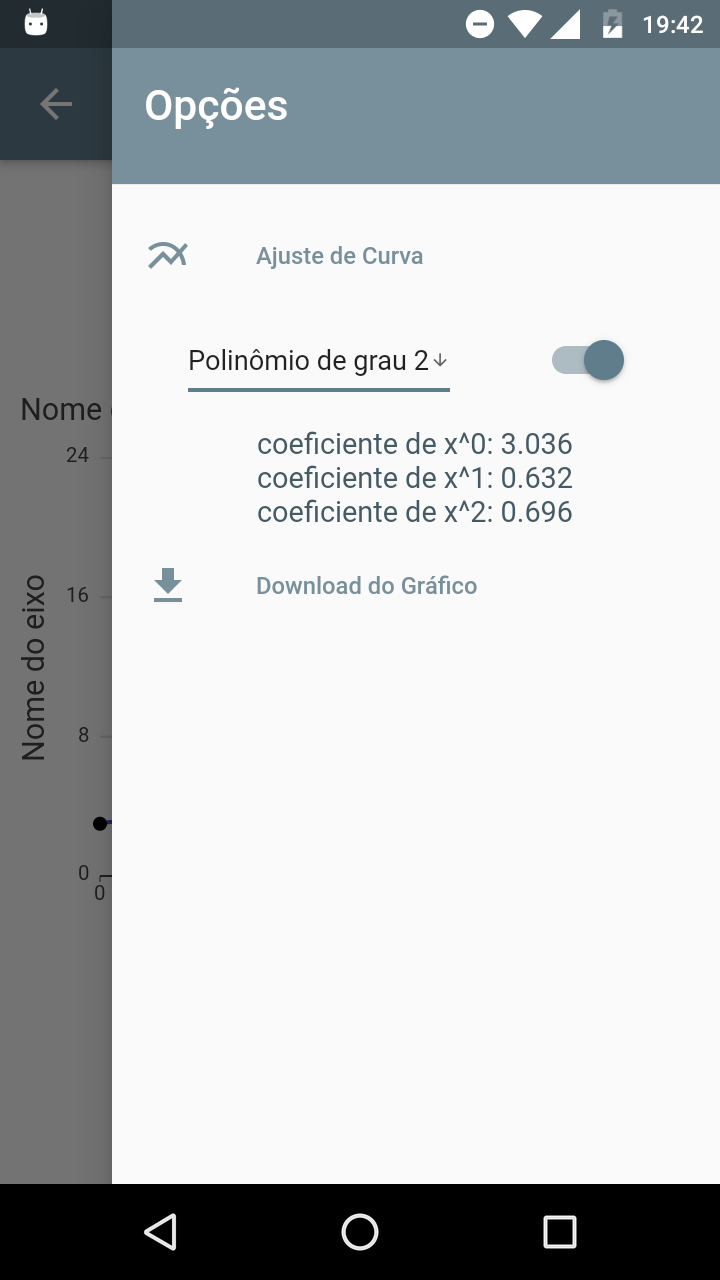 19:42
Opções
Ajuste de Curva
Polinômio de grau 2
coeficiente de x^0: 3.036
coeficiente de x^1: 0.632
coeficiente de x^2: 0.696
Download do Gráfico
Nome
24
16
8
0
0
Nome do eixo